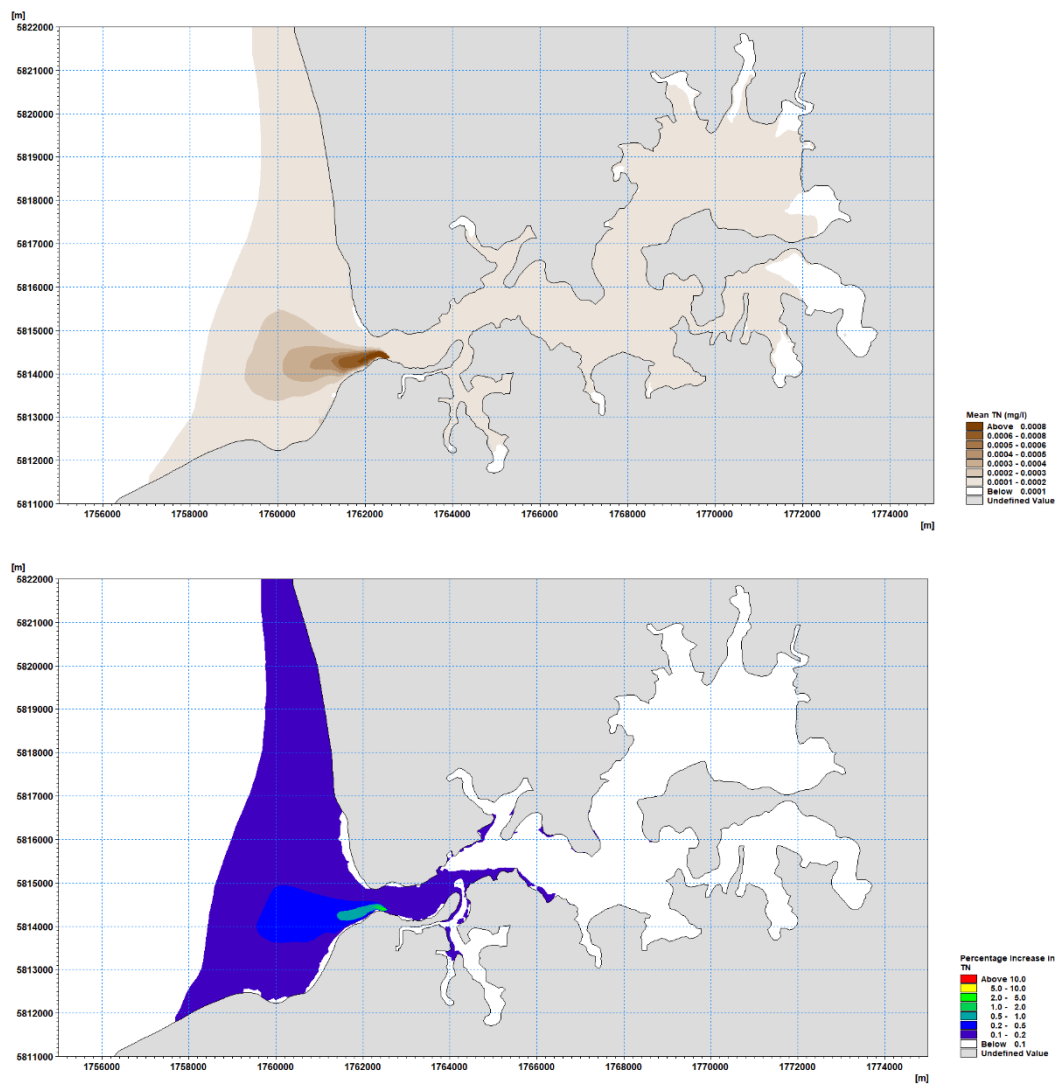 [m]
5822000
5821000
5820000
5819000
5818000
5817000
5816000
5815000
5814000
5813000
5812000
5811000
1756000 1758000 1760000 1762000 1764000 1766000 1768000 1770000 1772000 1774000
[m]
Mean TN (mg/l)
Above 0.0008
0.0006 - 0.0008
0.0005 - 0.0006
0.0004 - 0.0005
0.0003 - 0.0004
0.0002 - 0.0003
0.0001 - 0.0002
Below 0.0001
Undefined Value
[m]
5822000
5821000
5820000
5819000
5818000
5817000
5816000
5815000
5814000
5813000
5812000
5811000
1756000 1758000 1760000 1762000 1764000 1766000 1768000 1770000 1772000 1774000
[m]
Percentage Increase in
TN
Above 10.0
5.0 - 10.0
2.0 - 5.0
1.0 - 2.0
0.5 - 1.0
0.2 - 0.5
0.1 - 0.2
Below 0.1
Undefined Value